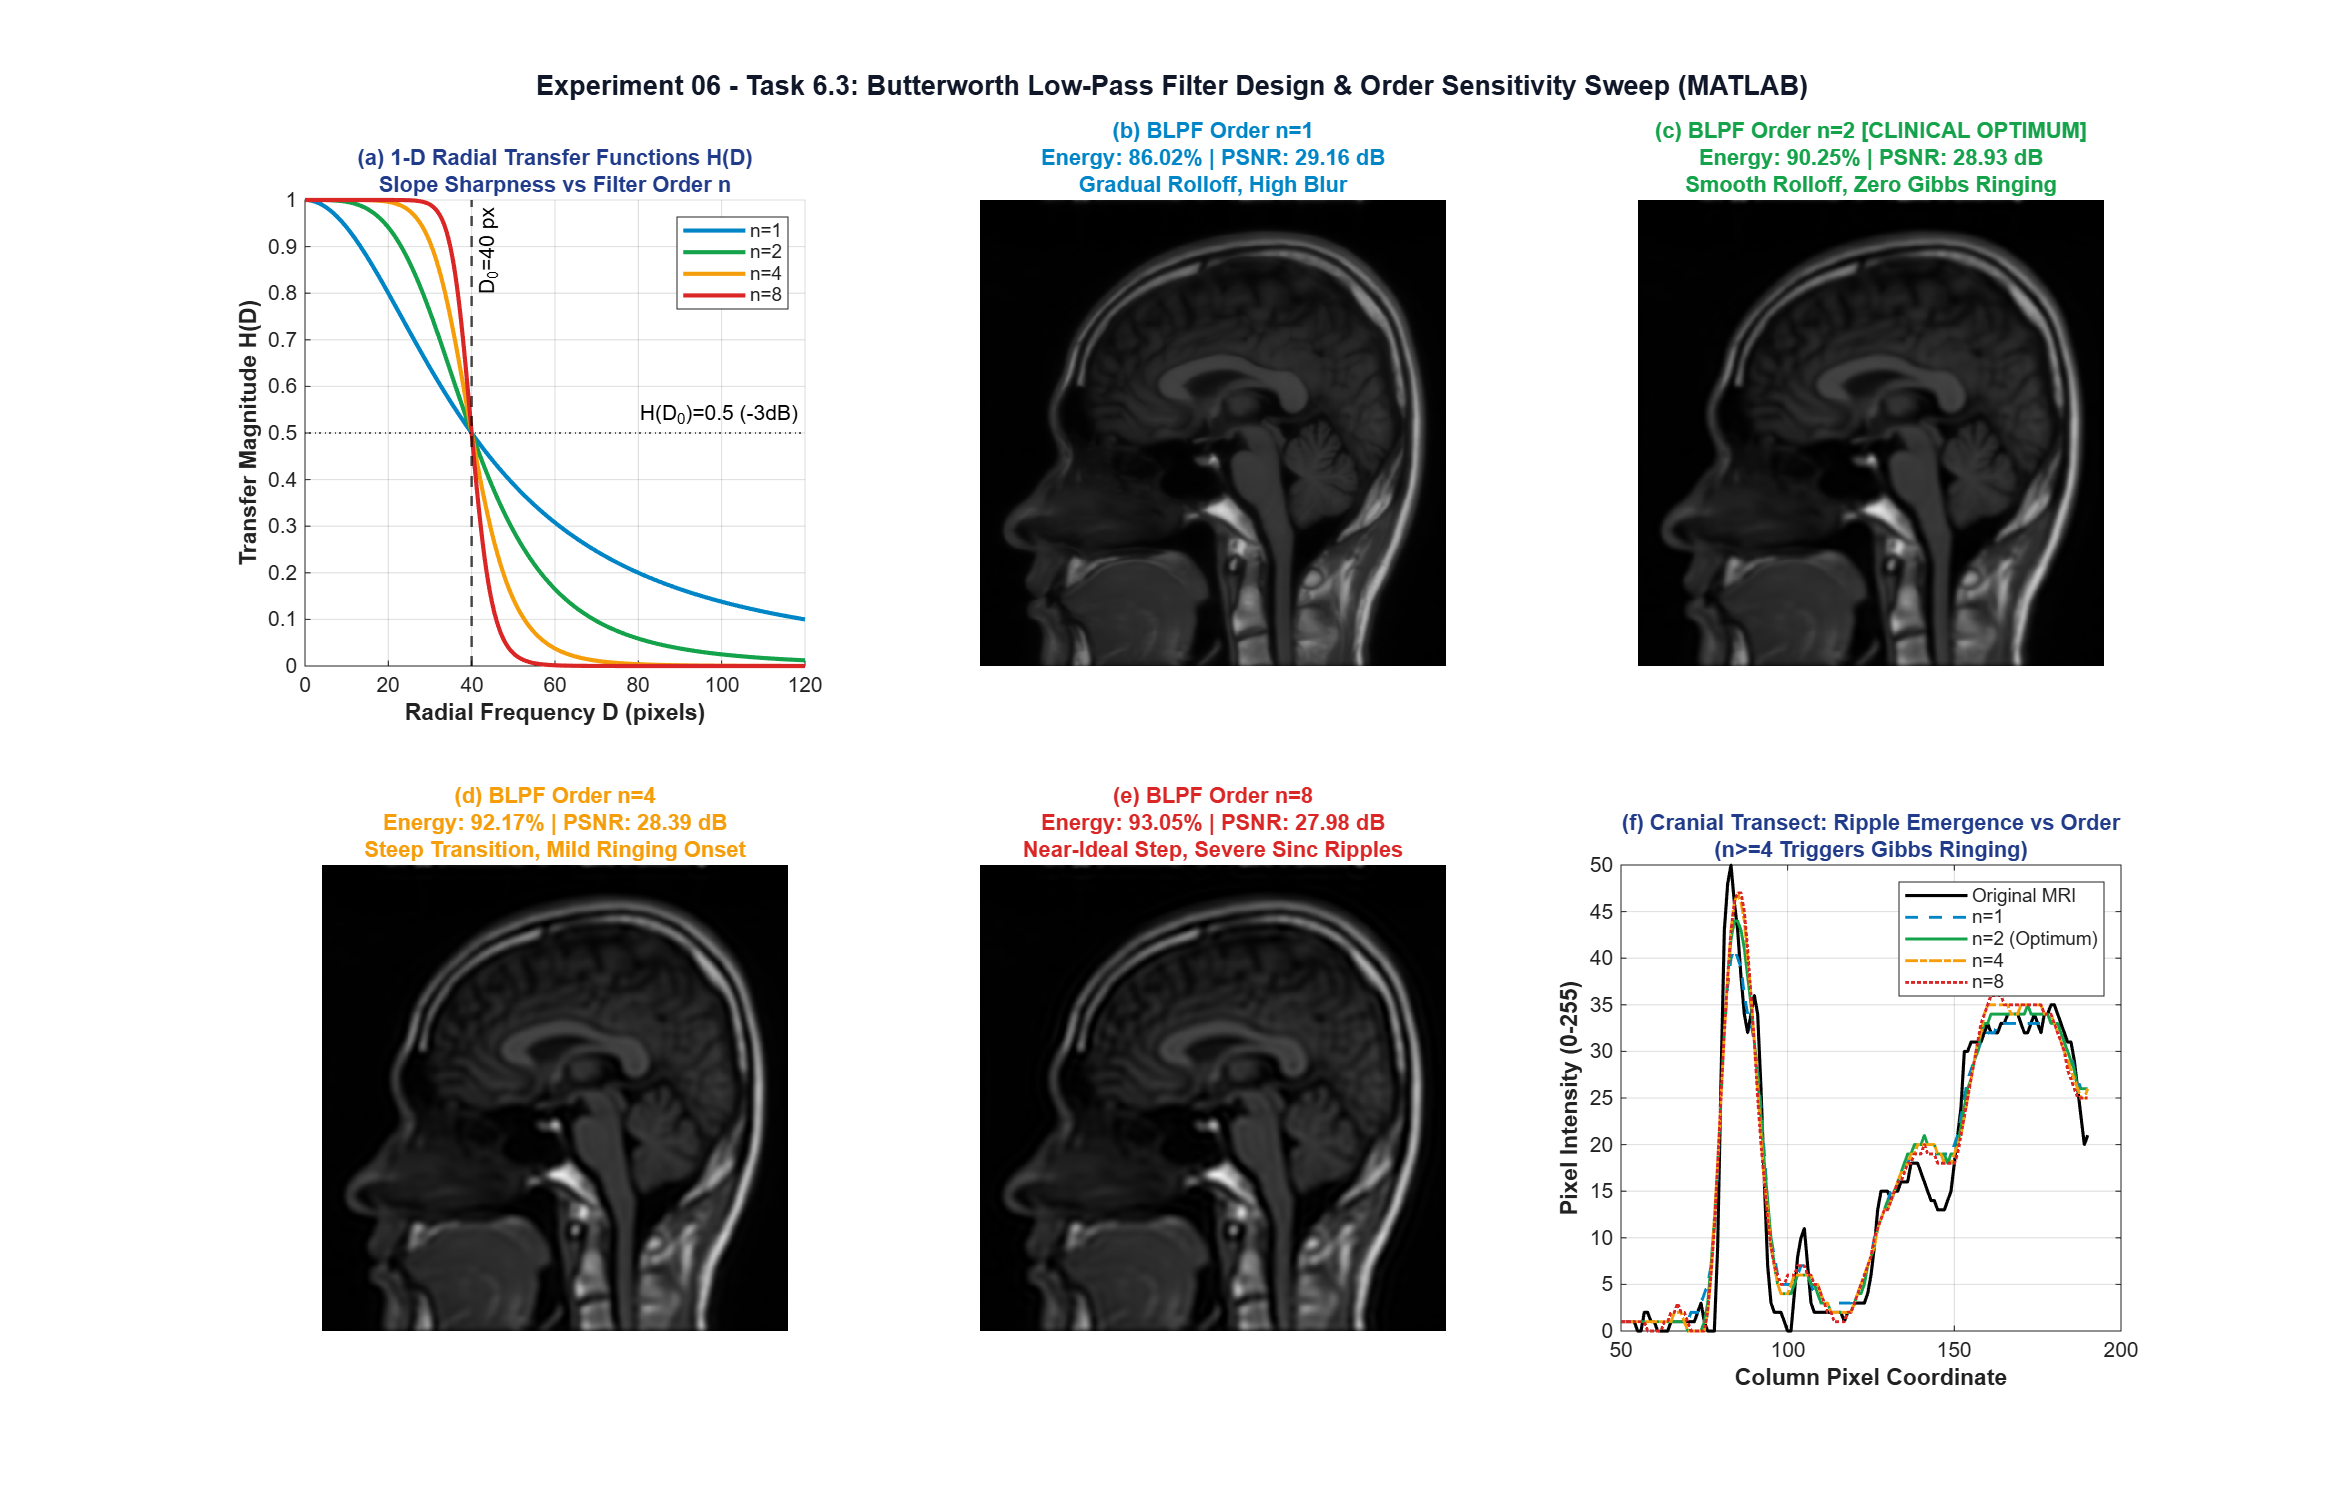 Experiment 06 - Task 6.3: Butterworth Low-Pass Filter Design & Order Sensitivity Sweep (MATLAB)
(a) 1-D Radial Transfer Functions H(D)
Slope Sharpness vs Filter Order n
1
0.9
0.8
0.7
0.6
0.5
0.4
0.3
0.2
0.1
0
0
20
40
60
80
100
120
Transfer Magnitude H(D)
Radial Frequency D (pixels)
D₀=40 px
H(D₀)=0.5 (-3dB)
n=1
n=2
n=4
n=8
(b) BLPF Order n=1
Energy: 86.02% | PSNR: 29.16 dB
Gradual Rolloff, High Blur
(c) BLPF Order n=2 [CLINICAL OPTIMUM]
Energy: 90.25% | PSNR: 28.93 dB
Smooth Rolloff, Zero Gibbs Ringing
(d) BLPF Order n=4
Energy: 92.17% | PSNR: 28.39 dB
Steep Transition, Mild Ringing Onset
(e) BLPF Order n=8
Energy: 93.05% | PSNR: 27.98 dB
Near-Ideal Step, Severe Sinc Ripples
(f) Cranial Transect: Ripple Emergence vs Order
(n>=4 Triggers Gibbs Ringing)
50
45
40
35
30
25
20
15
10
5
0
50
100
150
200
Pixel Intensity (0-255)
Column Pixel Coordinate
Original MRI
n=1
n=2 (Optimum)
n=4
n=8